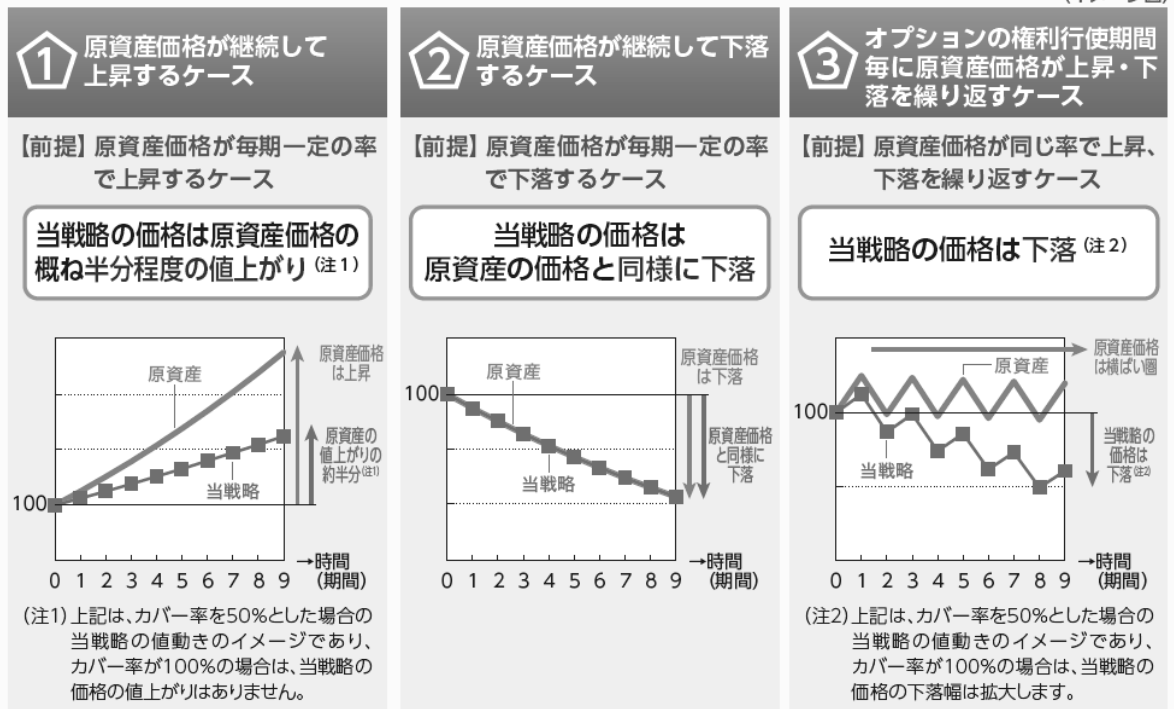 1 原資産価格が継続して
上昇するケース
【前提】原資産価格が毎期一定の率
で上昇するケース
当戦略の価格は原資産価格の
概ね半分程度の値上がり(注1)
原資産
当戦略
原資産価格
は上昇
原資産の
値上がりの
約半分(注1)
100
0 1 2 3 4 5 6 7 8 9
→時間
(期間)
(注1)上記は、カバー率を50%とした場合の
当戦略の値動きのイメージであり、
カバー率が100%の場合は、当戦略の
価格の値上がりはありません。
2 原資産価格が継続して下落
するケース
【前提】原資産価格が毎期一定の率
で下落するケース
当戦略の価格は
原資産の価格と同様に下落
原資産
当戦略
原資産価格
は下落
原資産価格
と同様に
下落
100
0 1 2 3 4 5 6 7 8 9
→時間
(期間)
3 オプションの権利行使期間
毎に原資産価格が上昇・下
落を繰り返すケース
【前提】原資産価格が同じ率で上昇、
下落を繰り返すケース
当戦略の価格は下落(注2)
原資産
当戦略
原資産価格
は横ばい圏
当戦略の
価格は
下落(注2)
100
0 1 2 3 4 5 6 7 8 9
→時間
(期間)
(注2)上記は、カバー率を50%とした場合の
当戦略の値動きのイメージであり、
カバー率が100%の場合は、当戦略の
価格の下落幅は拡大します。